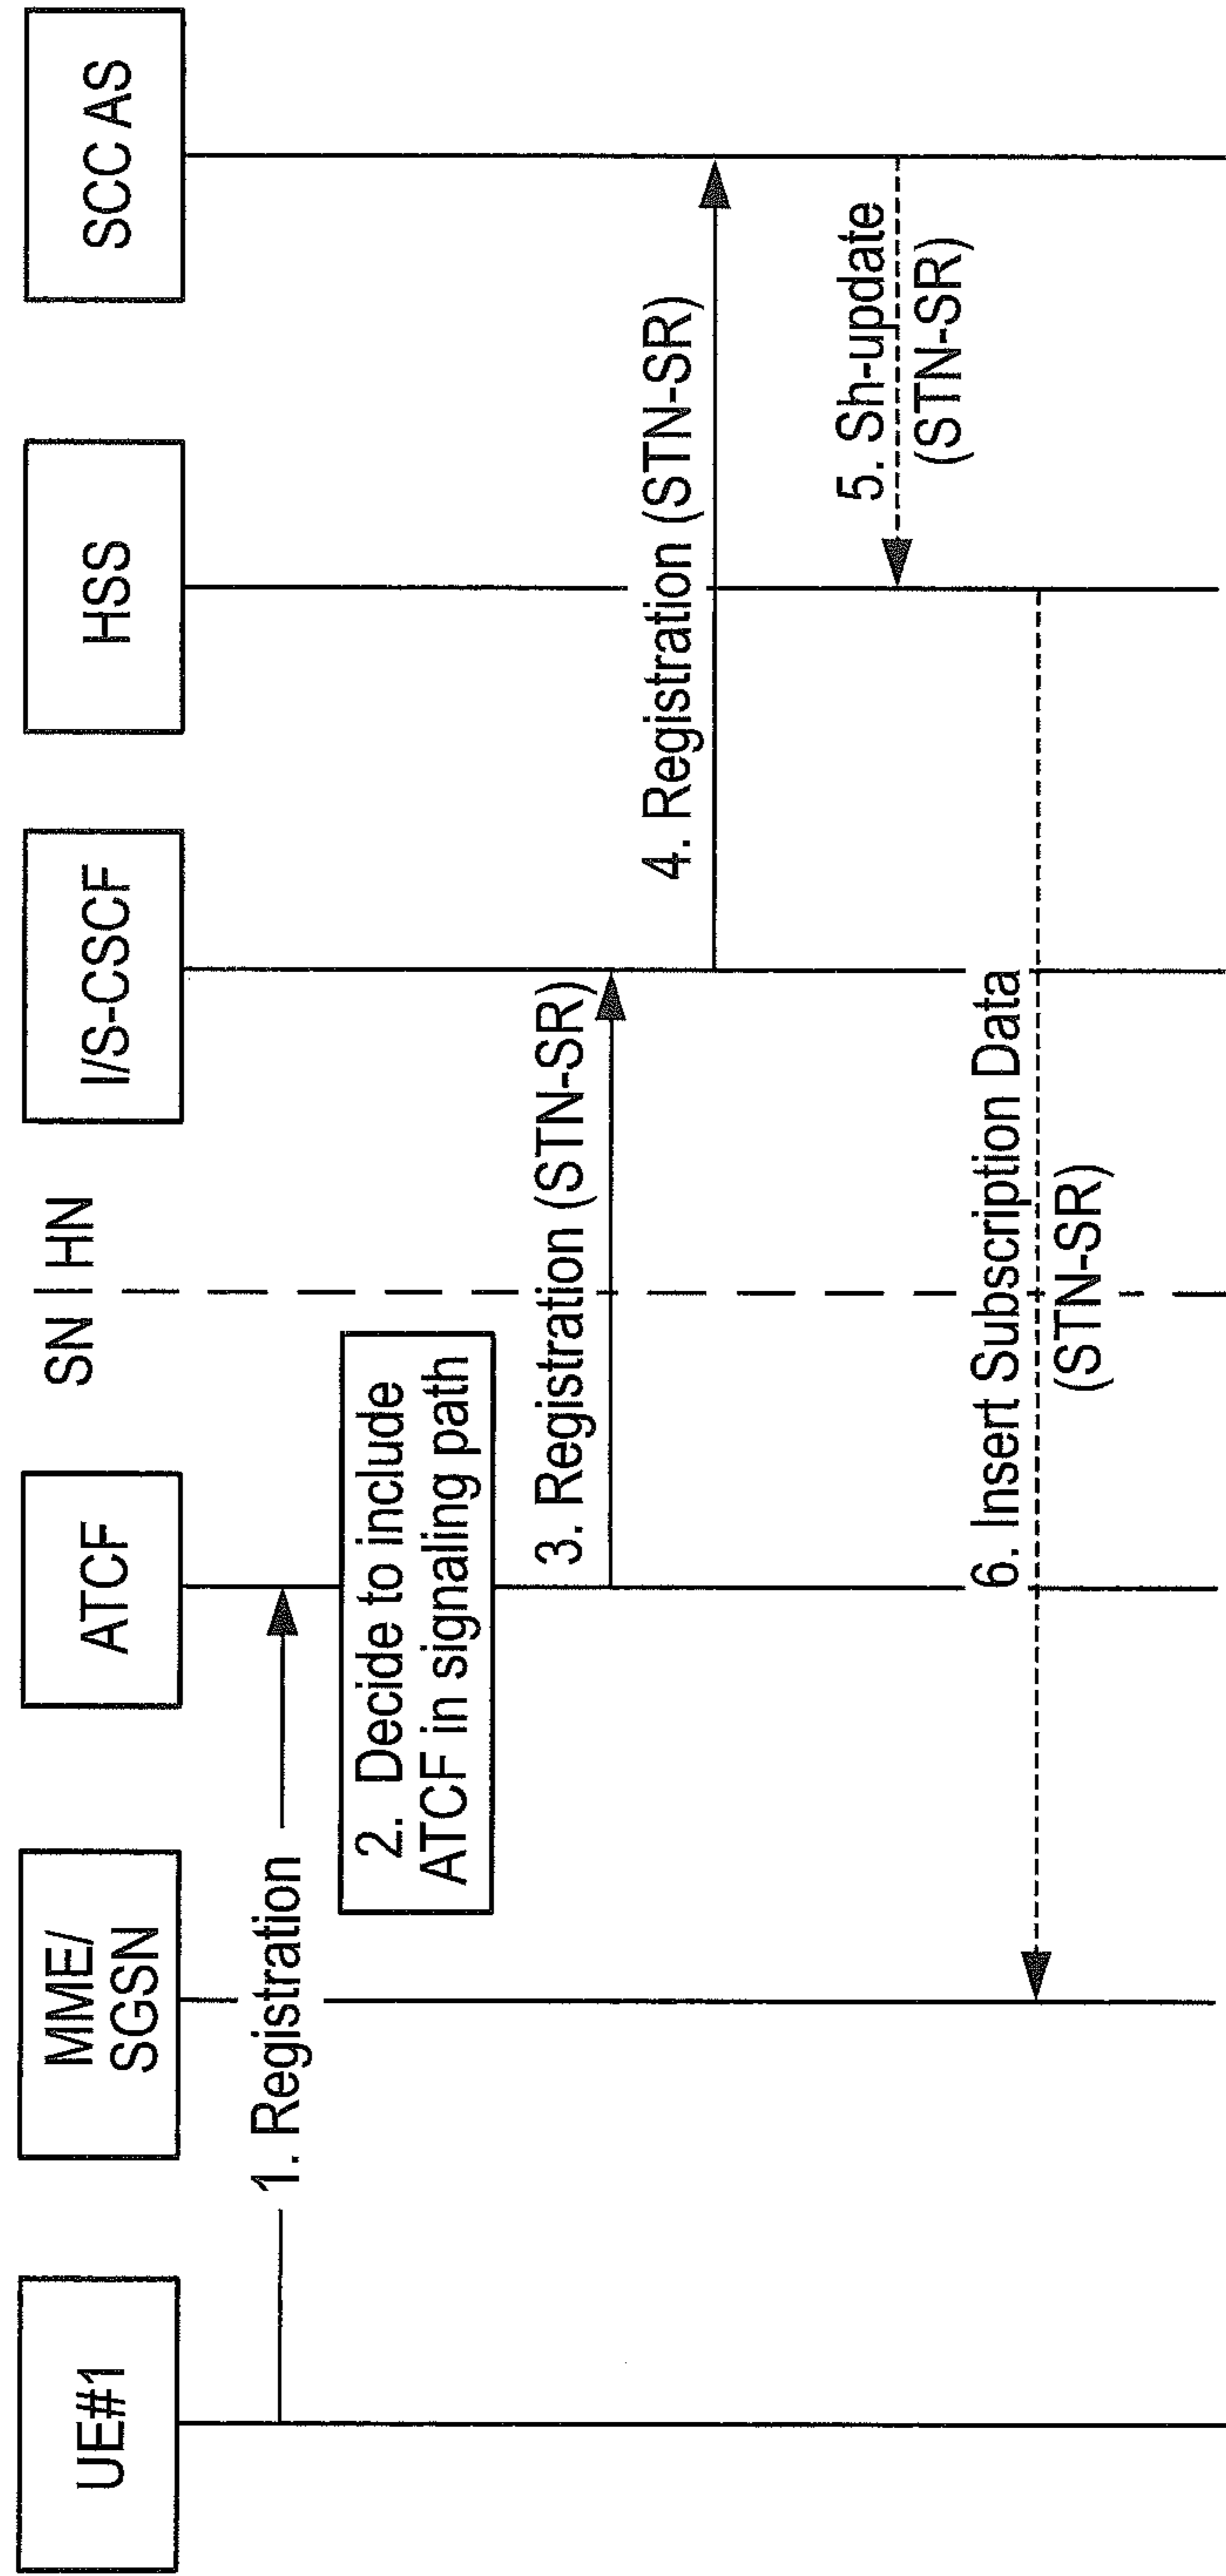 UE#1
MME/
SGSN
ATCF
SN | HN
I/S-CSCF
HSS
SCC AS
1. Registration
2. Decide to include
ATCF in signaling path
3. Registration (STN-SR)
4. Registration (STN-SR)
5. Sh-update
(STN-SR)
6. Insert Subscription Data
(STN-SR)